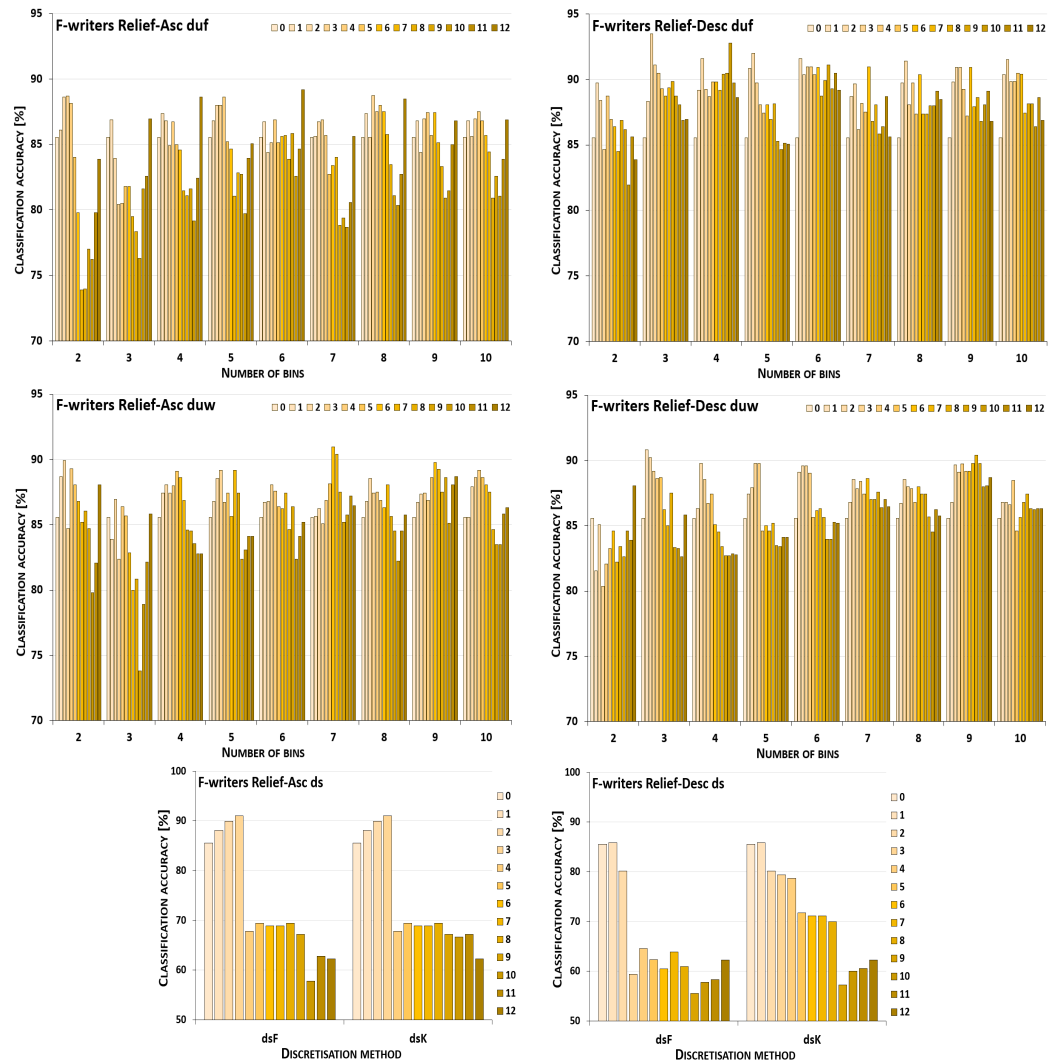 F-writers Relief-Asc duf
0 1 2 3 4 5 6 7 8 9 10 11 12
CLASSIFICATION ACCURACY [%]
95
90
85
80
75
70
2 3 4 5 6 7 8 9 10
NUMBER OF BINS
F-writers Relief-Desc duf
0 1 2 3 4 5 6 7 8 9 10 11 12
CLASSIFICATION ACCURACY [%]
95
90
85
80
75
70
2 3 4 5 6 7 8 9 10
NUMBER OF BINS
F-writers Relief-Asc duw
0 1 2 3 4 5 6 7 8 9 10 11 12
CLASSIFICATION ACCURACY [%]
95
90
85
80
75
70
2 3 4 5 6 7 8 9 10
NUMBER OF BINS
F-writers Relief-Desc duw
0 1 2 3 4 5 6 7 8 9 10 11 12
CLASSIFICATION ACCURACY [%]
95
90
85
80
75
70
2 3 4 5 6 7 8 9 10
NUMBER OF BINS
F-writers Relief-Asc ds
CLASSIFICATION ACCURACY [%]
100
90
80
70
60
50
dsF dsK
DISCRETISATION METHOD
0
1
2
3
4
5
6
7
8
9
10
11
12
F-writers Relief-Desc ds
CLASSIFICATION ACCURACY [%]
100
90
80
70
60
50
dsF dsK
DISCRETISATION METHOD
0
1
2
3
4
5
6
7
8
9
10
11
12